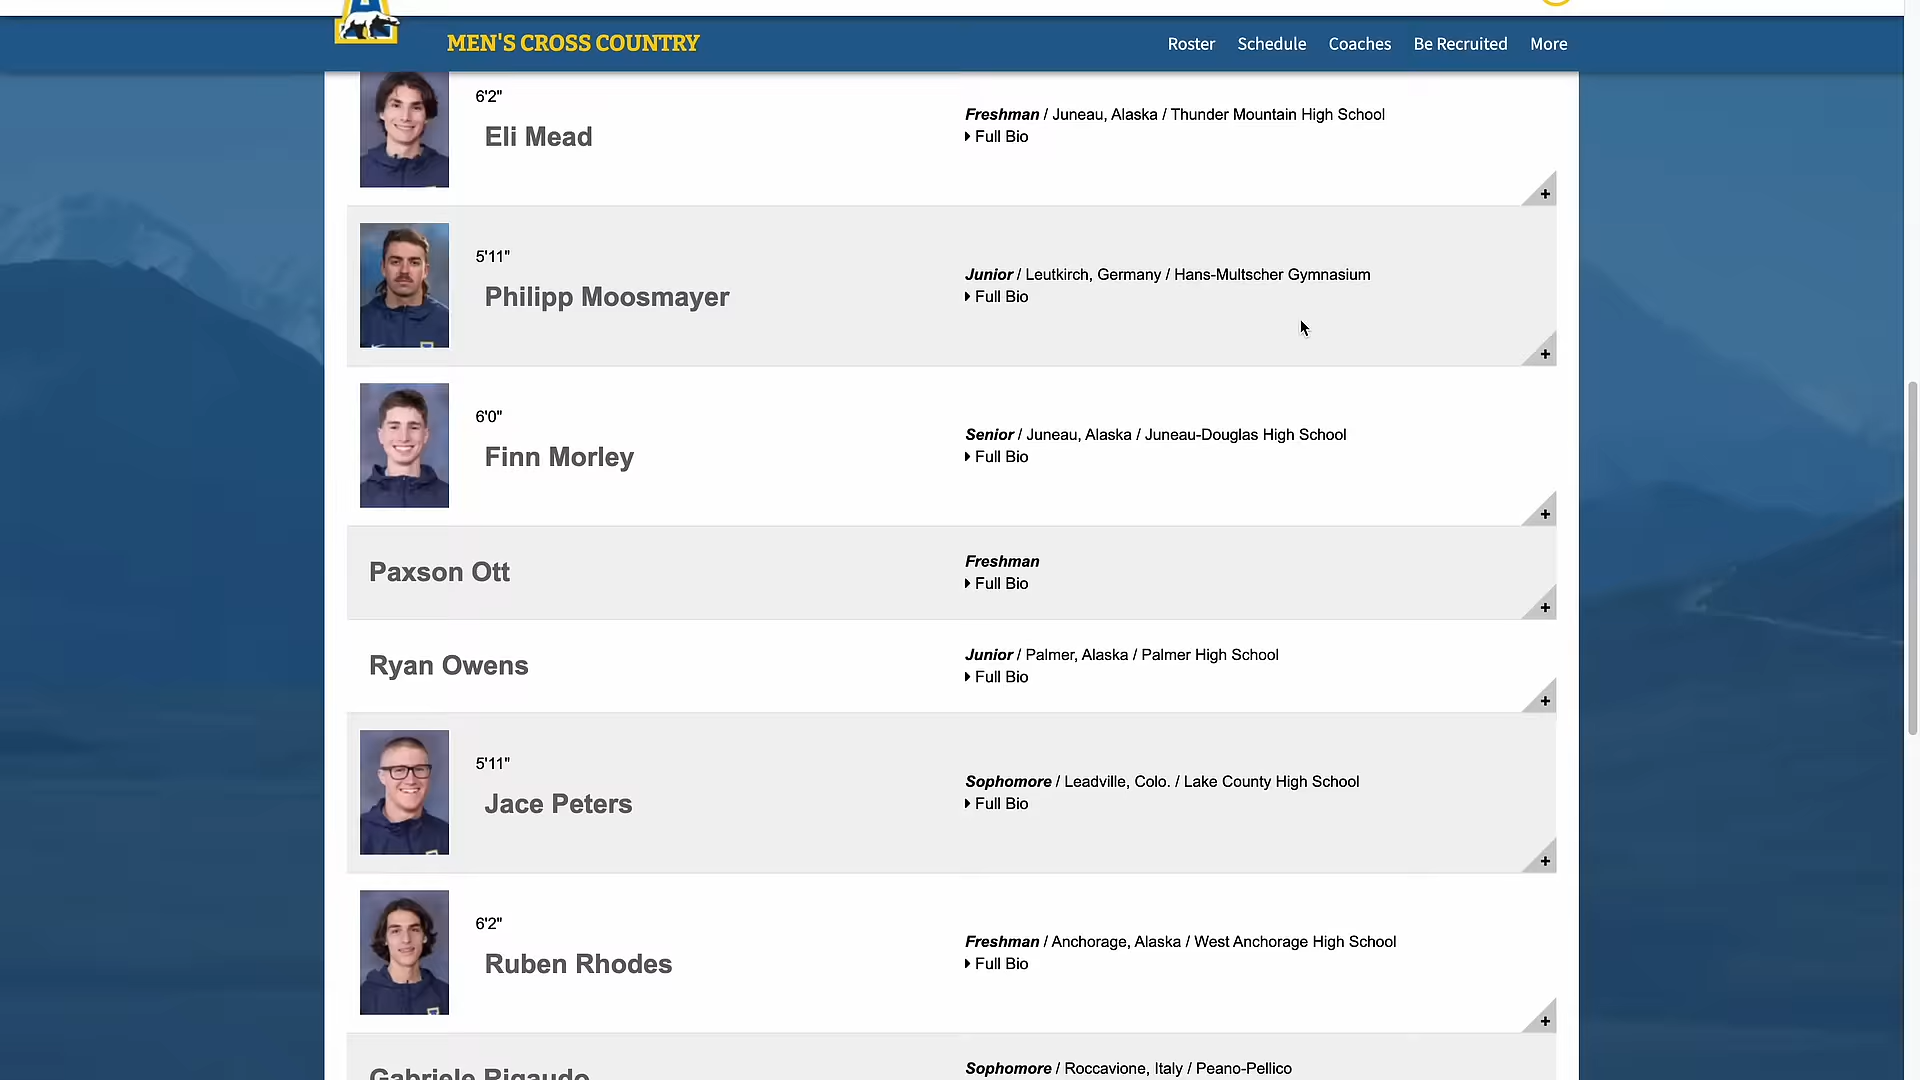 MEN'S CROSS COUNTRY
Roster Schedule Coaches Be Recruited More
6'2"
Eli Mead
Freshman / Juneau, Alaska / Thunder Mountain High School
Full Bio
+
5'11"
Philipp Moosmayer
Junior / Leutkirch, Germany / Hans-Multscher Gymnasium
Full Bio
+
6'0"
Finn Morley
Senior / Juneau, Alaska / Juneau-Douglas High School
Full Bio
+
Paxson Ott
Freshman
Full Bio
+
Ryan Owens
Junior / Palmer, Alaska / Palmer High School
Full Bio
+
5'11"
Jace Peters
Sophomore / Leadville, Colo. / Lake County High School
Full Bio
+
6'2"
Ruben Rhodes
Freshman / Anchorage, Alaska / West Anchorage High School
Full Bio
+
Gabriele Rigaudo
Sophomore / Roccavione, Italy / Peano-Pellico